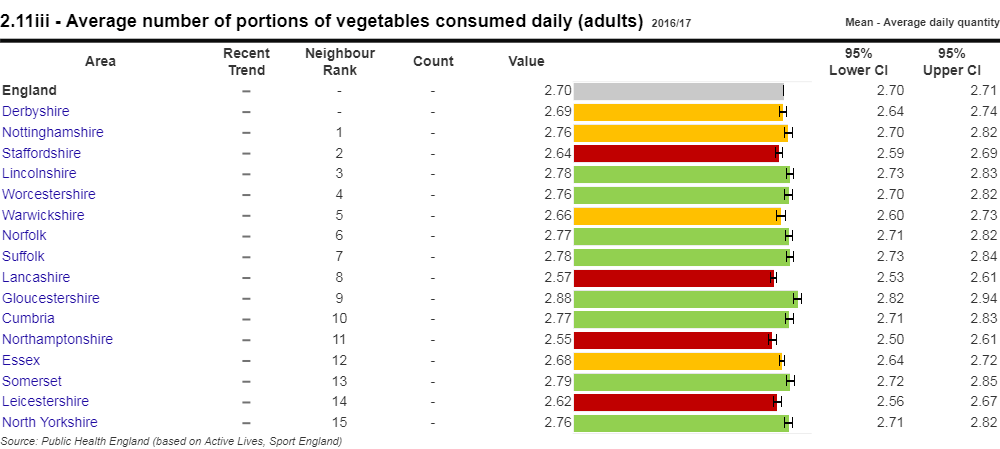 2.11iii - Average number of portions of vegetables consumed daily (adults) 2016/17 Mean - Average daily quantity
Area Recent Trend Neighbour Rank Count Value 95% Lower CI 95% Upper CI
England – - - 2.70 2.70 2.71
Derbyshire – - - 2.69 2.64 2.74
Nottinghamshire – 1 - 2.76 2.70 2.82
Staffordshire – 2 - 2.64 2.59 2.69
Lincolnshire – 3 - 2.78 2.73 2.83
Worcestershire – 4 - 2.76 2.70 2.82
Warwickshire – 5 - 2.66 2.60 2.73
Norfolk – 6 - 2.77 2.71 2.82
Suffolk – 7 - 2.78 2.73 2.84
Lancashire – 8 - 2.57 2.53 2.61
Gloucestershire – 9 - 2.88 2.82 2.94
Cumbria – 10 - 2.77 2.71 2.83
Northamptonshire – 11 - 2.55 2.50 2.61
Essex – 12 - 2.68 2.64 2.72
Somerset – 13 - 2.79 2.72 2.85
Leicestershire – 14 - 2.62 2.56 2.67
North Yorkshire – 15 - 2.76 2.71 2.82
Source: Public Health England (based on Active Lives, Sport England)